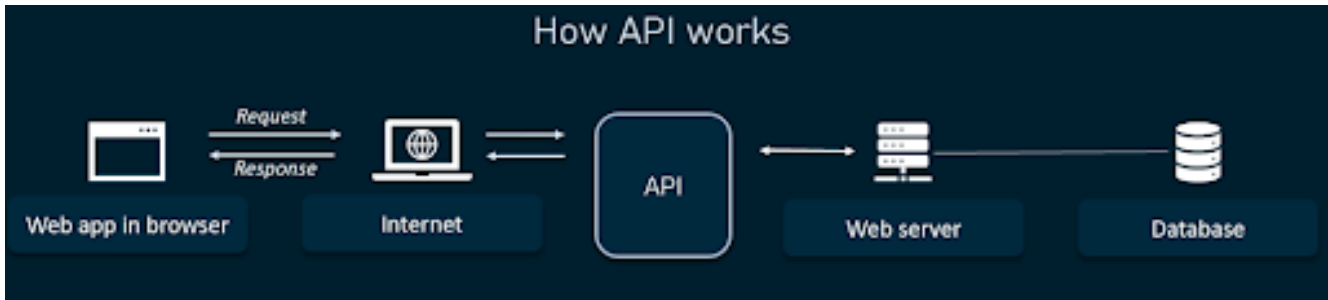 How API works
Request
Response
API
Web app in browser
Internet
Web server
Database